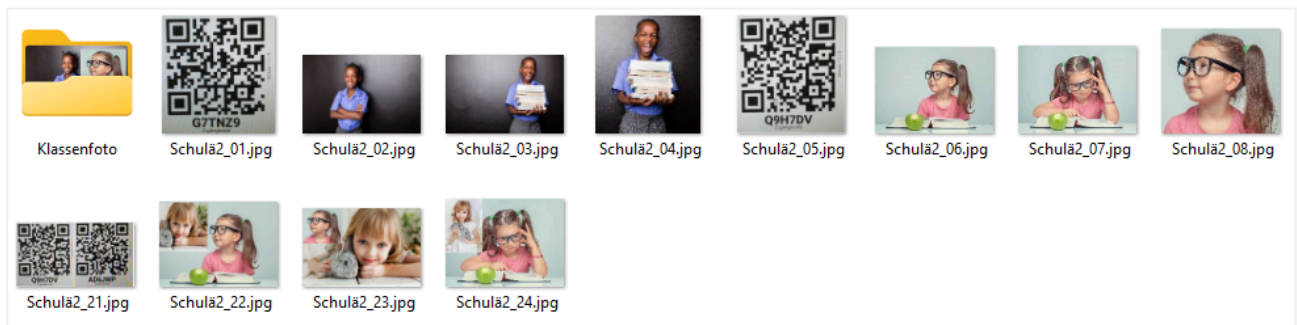 G7TNZ9
Q9H7DV
Klassenfoto
Schulä2_01.jpg
Schulä2_02.jpg
Schulä2_03.jpg
Schulä2_04.jpg
Schulä2_05.jpg
Schulä2_06.jpg
Schulä2_07.jpg
Schulä2_08.jpg
Q9H7DV
Schulä2_21.jpg
Schulä2_22.jpg
Schulä2_23.jpg
Schulä2_24.jpg